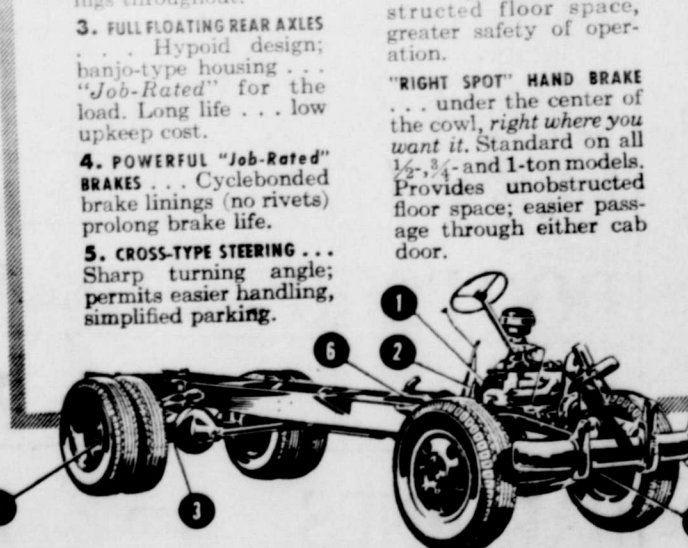 ings throughout.
3. FULL FLOATING REAR AXLES
. . . Hypoid design;
banjo-type housing . . .
"Job-Rated" for the
load. Long life . . . low
upkeep cost.
4. POWERFUL "Job-Rated"
BRAKES . . . Cyclebonded
brake linings (no rivets)
prolong brake life.
5. CROSS-TYPE STEERING . . .
Sharp turning angle;
permits easier handling,
simplified parking.
structed floor space,
greater safety of oper-
ation.
"RIGHT SPOT" HAND BRAKE
. . . under the center of
the cowl, right where you
want it. Standard on all
½-, ¾- and 1-ton models.
Provides unobstructed
floor space; easier pass-
age through either cab
door.
1
6
2
3